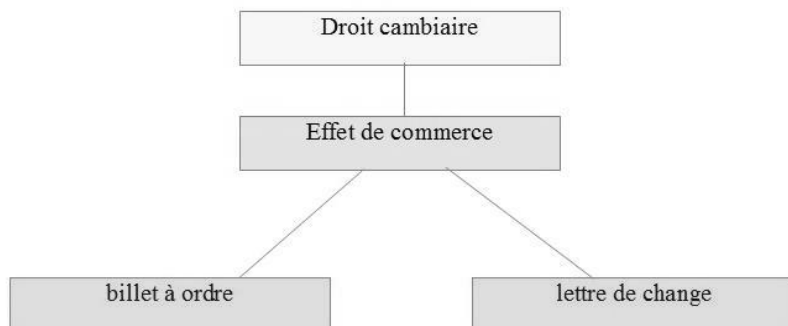 Droit cambiaire
Effet de commerce
billet à ordre
lettre de change